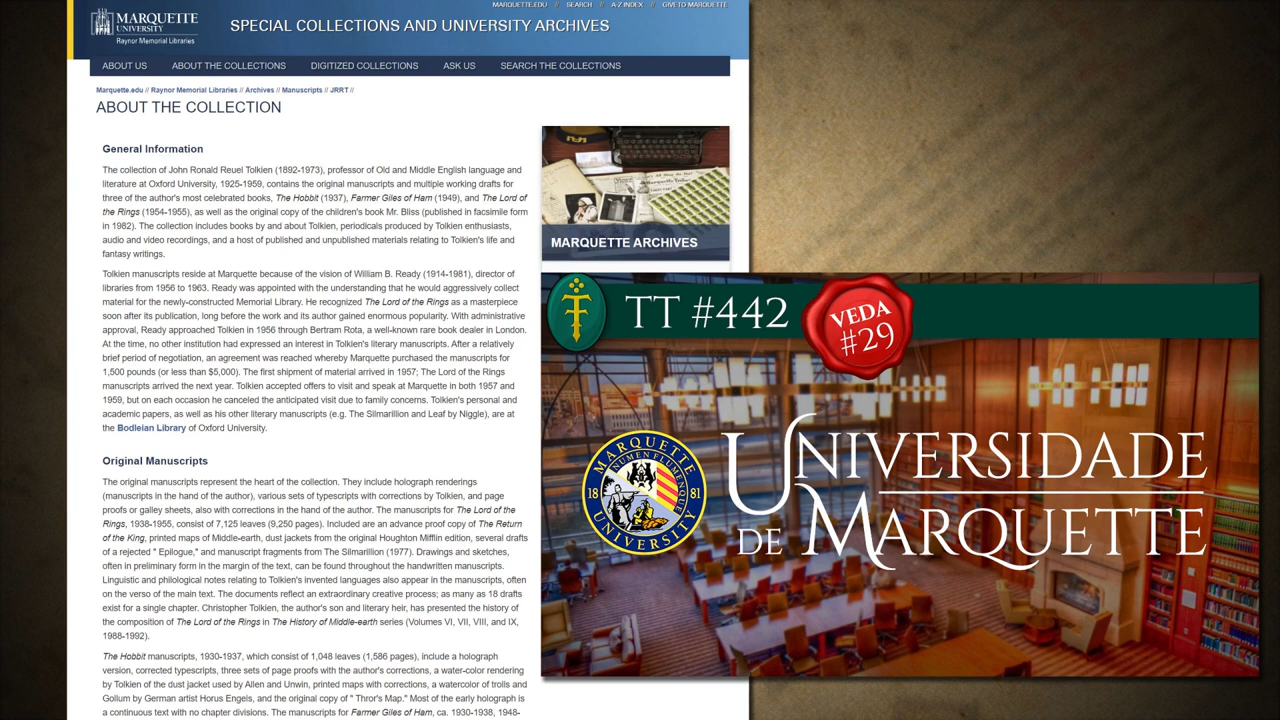 MARQUETTE
UNIVERSITY
Raynor Memorial Libraries
MARQUETTE.EDU // SEARCH // A-Z INDEX // GIVE TO MARQUETTE
SPECIAL COLLECTIONS AND UNIVERSITY ARCHIVES
ABOUT US ABOUT THE COLLECTIONS DIGITIZED COLLECTIONS ASK US SEARCH THE COLLECTIONS
Marquette.edu // Raynor Memorial Libraries // Archives // Manuscripts // JRRT //
ABOUT THE COLLECTION
General Information
The collection of John Ronald Reuel Tolkien (1892-1973), professor of Old and Middle English language and
literature at Oxford University, 1925-1959, contains the original manuscripts and multiple working drafts for
three of the author's most celebrated books, The Hobbit (1937), Farmer Giles of Ham (1949), and The Lord of
the Rings (1954-1955), as well as the original copy of the children's book Mr. Bliss (published in facsimile form
in 1982). The collection includes books by and about Tolkien, periodicals produced by Tolkien enthusiasts,
audio and video recordings, and a host of published and unpublished materials relating to Tolkien's life and
fantasy writings.
Tolkien manuscripts reside at Marquette because of the vision of William B. Ready (1914-1981), director of
libraries from 1956 to 1963. Ready was appointed with the understanding that he would aggressively collect
material for the newly-constructed Memorial Library. He recognized The Lord of the Rings as a masterpiece
soon after its publication, long before the work and its author gained enormous popularity. With administrative
approval, Ready approached Tolkien in 1956 through Bertram Rota, a well-known rare book dealer in London.
At the time, no other institution had expressed an interest in Tolkien's literary manuscripts. After a relatively
brief period of negotiation, an agreement was reached whereby Marquette purchased the manuscripts for
1,500 pounds (or less than $5,000). The first shipment of material arrived in 1957; The Lord of the Rings
manuscripts arrived the next year. Tolkien accepted offers to visit and speak at Marquette in both 1957 and
1959, but on each occasion he canceled the anticipated visit due to family concerns. Tolkien's personal and
academic papers, as well as his other literary manuscripts (e.g. The Silmarillion and Leaf by Niggle), are at
the Bodleian Library of Oxford University.
Original Manuscripts
The original manuscripts represent the heart of the collection. They include holograph renderings
(manuscripts in the hand of the author), various sets of typescripts with corrections by Tolkien, and page
proofs or galley sheets, also with corrections in the hand of the author. The manuscripts for The Lord of the
Rings, 1938-1955, consist of 7,125 leaves (9,250 pages). Included are an advance proof copy of The Return
of the King, printed maps of Middle-earth, dust jackets from the original Houghton Mifflin edition, several drafts
of a rejected " Epilogue," and manuscript fragments from The Silmarillion (1977). Drawings and sketches,
often in preliminary form in the margin of the text, can be found throughout the handwritten manuscripts.
Linguistic and philological notes relating to Tolkien's invented languages also appear in the manuscripts, often
on the verso of the main text. The documents reflect an extraordinary creative process; as many as 18 drafts
exist for a single chapter. Christopher Tolkien, the author's son and literary heir, has presented the history of
the composition of The Lord of the Rings in The History of Middle-earth series (Volumes VI, VII, VIII, and IX,
1988-1992).
The Hobbit manuscripts, 1930-1937, which consist of 1,048 leaves (1,586 pages), include a holograph
version, corrected typescripts, three sets of page proofs with the author's corrections, a water-color rendering
by Tolkien of the dust jacket used by Allen and Unwin, printed maps with corrections, a watercolor of trolls and
Gollum by German artist Horus Engels, and the original copy of " Thror's Map." Most of the early holograph is
a continuous text with no chapter divisions. The manuscripts for Farmer Giles of Ham, ca. 1930-1938, 1948-
MARQUETTE ARCHIVES
TT #442
VEDA
#29
MARQUETTE
NUMEN FLUMENQUE
18 81
UNIVERSITY
UNIVERSIDADE
DE MARQUETTE